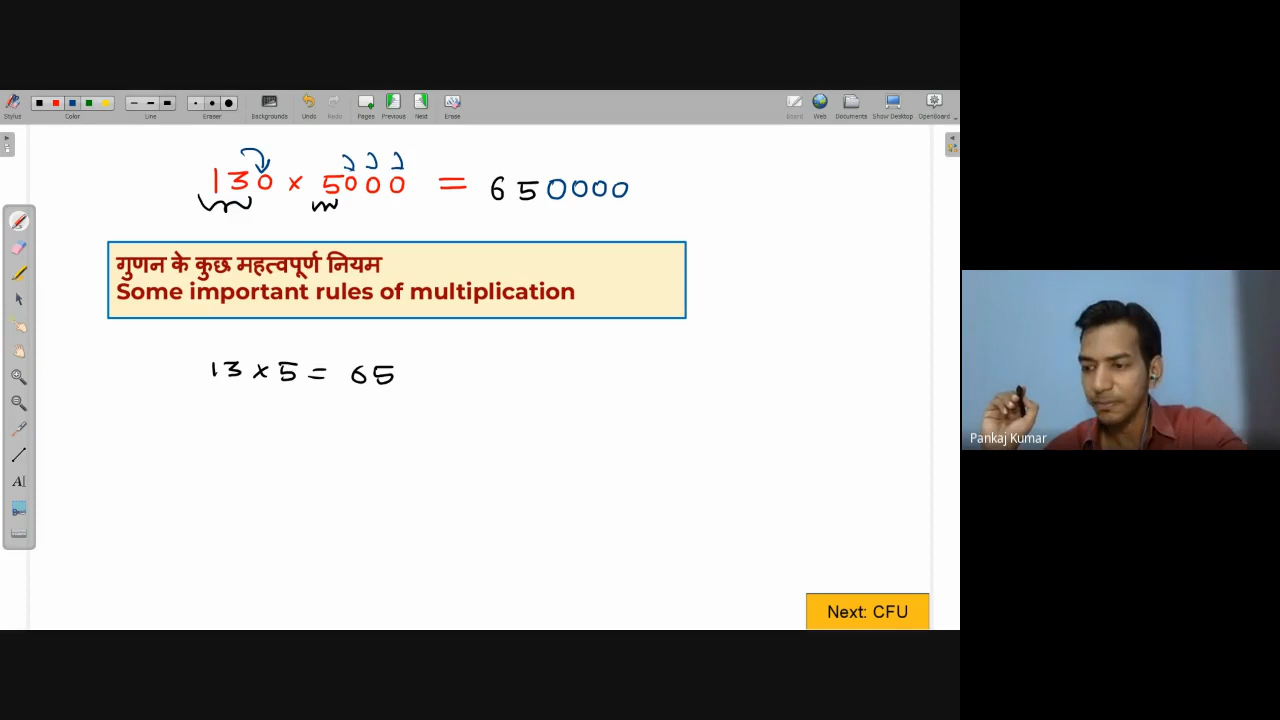 Stylus Color Line Eraser Backgrounds Undo Redo Pages Previous Next Erase Board Web Documents Show Desktop OpenBoard
130 × 5000 = 650000
गुणन के कुछ महत्वपूर्ण नियम
Some important rules of multiplication
13 × 5 = 65
Pankaj Kumar
Next: CFU